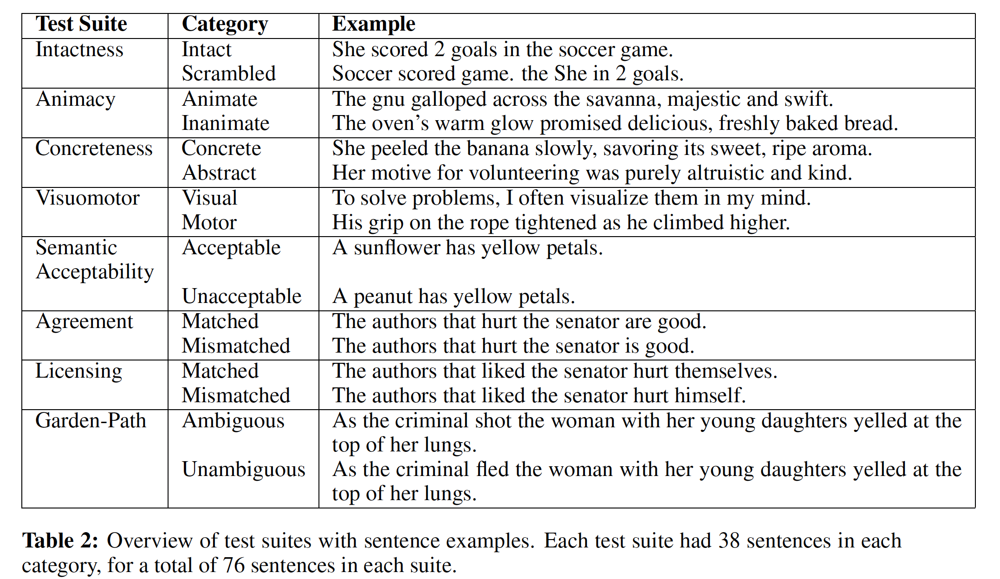 Test Suite Category Example
Intactness Intact She scored 2 goals in the soccer game.
Scrambled Soccer scored game. the She in 2 goals.
Animacy Animate The gnu galloped across the savanna, majestic and swift.
Inanimate The oven’s warm glow promised delicious, freshly baked bread.
Concreteness Concrete She peeled the banana slowly, savoring its sweet, ripe aroma.
Abstract Her motive for volunteering was purely altruistic and kind.
Visuomotor Visual To solve problems, I often visualize them in my mind.
Motor His grip on the rope tightened as he climbed higher.
Semantic Acceptable A sunflower has yellow petals.
Acceptability
Unacceptable A peanut has yellow petals.
Agreement Matched The authors that hurt the senator are good.
Mismatched The authors that hurt the senator is good.
Licensing Matched The authors that liked the senator hurt themselves.
Mismatched The authors that liked the senator hurt himself.
Garden-Path Ambiguous As the criminal shot the woman with her young daughters yelled at the
top of her lungs.
Unambiguous As the criminal fled the woman with her young daughters yelled at the
top of her lungs.
Table 2: Overview of test suites with sentence examples. Each test suite had 38 sentences in each
category, for a total of 76 sentences in each suite.